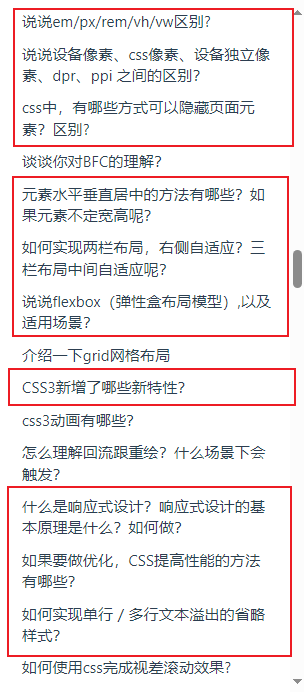 说说em/px/rem/vh/vw区别?
说说设备像素、css像素、设备独立像
素、dpr、ppi 之间的区别?
css中，有哪些方式可以隐藏页面元
素？区别?
谈谈你对BFC的理解?
元素水平垂直居中的方法有哪些？如
果元素不定宽高呢?
如何实现两栏布局，右侧自适应？三
栏布局中间自适应呢?
说说flexbox（弹性盒布局模型）,以及
适用场景?
介绍一下grid网格布局
CSS3新增了哪些新特性?
css3动画有哪些?
怎么理解回流跟重绘？什么场景下会
触发?
什么是响应式设计？响应式设计的基
本原理是什么？如何做?
如果要做优化，CSS提高性能的方法
有哪些?
如何实现单行 / 多行文本溢出的省略
样式?
如何使用css完成视差滚动效果?